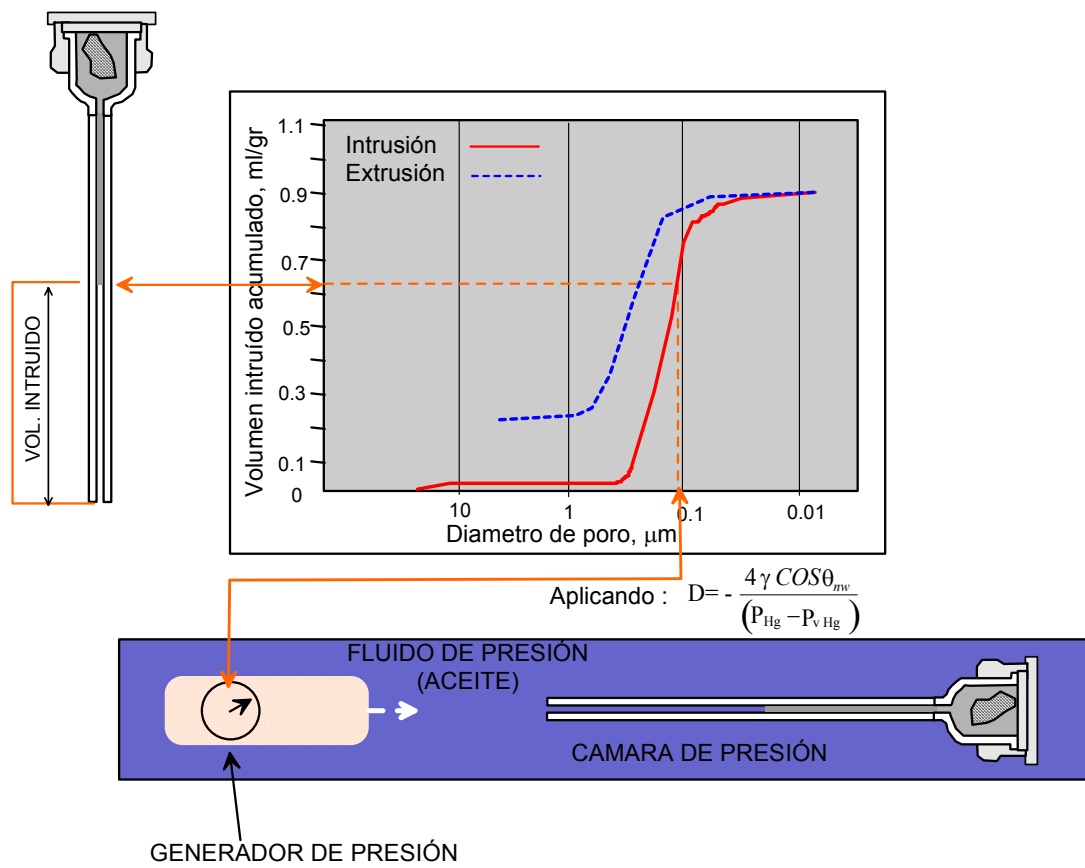 Intrusión
Extrusión
Volumen intruído acumulado, ml/gr
1.1
0.9
0.7
0.5
0.3
0.1
0
10
1
0.1
0.01
Diametro de poro, μm
VOL. INTRUIDO
Aplicando : D= - 4 γ COSθnw / (PHg – Pv Hg)
FLUIDO DE PRESIÓN
(ACEITE)
CAMARA DE PRESIÓN
GENERADOR DE PRESIÓN